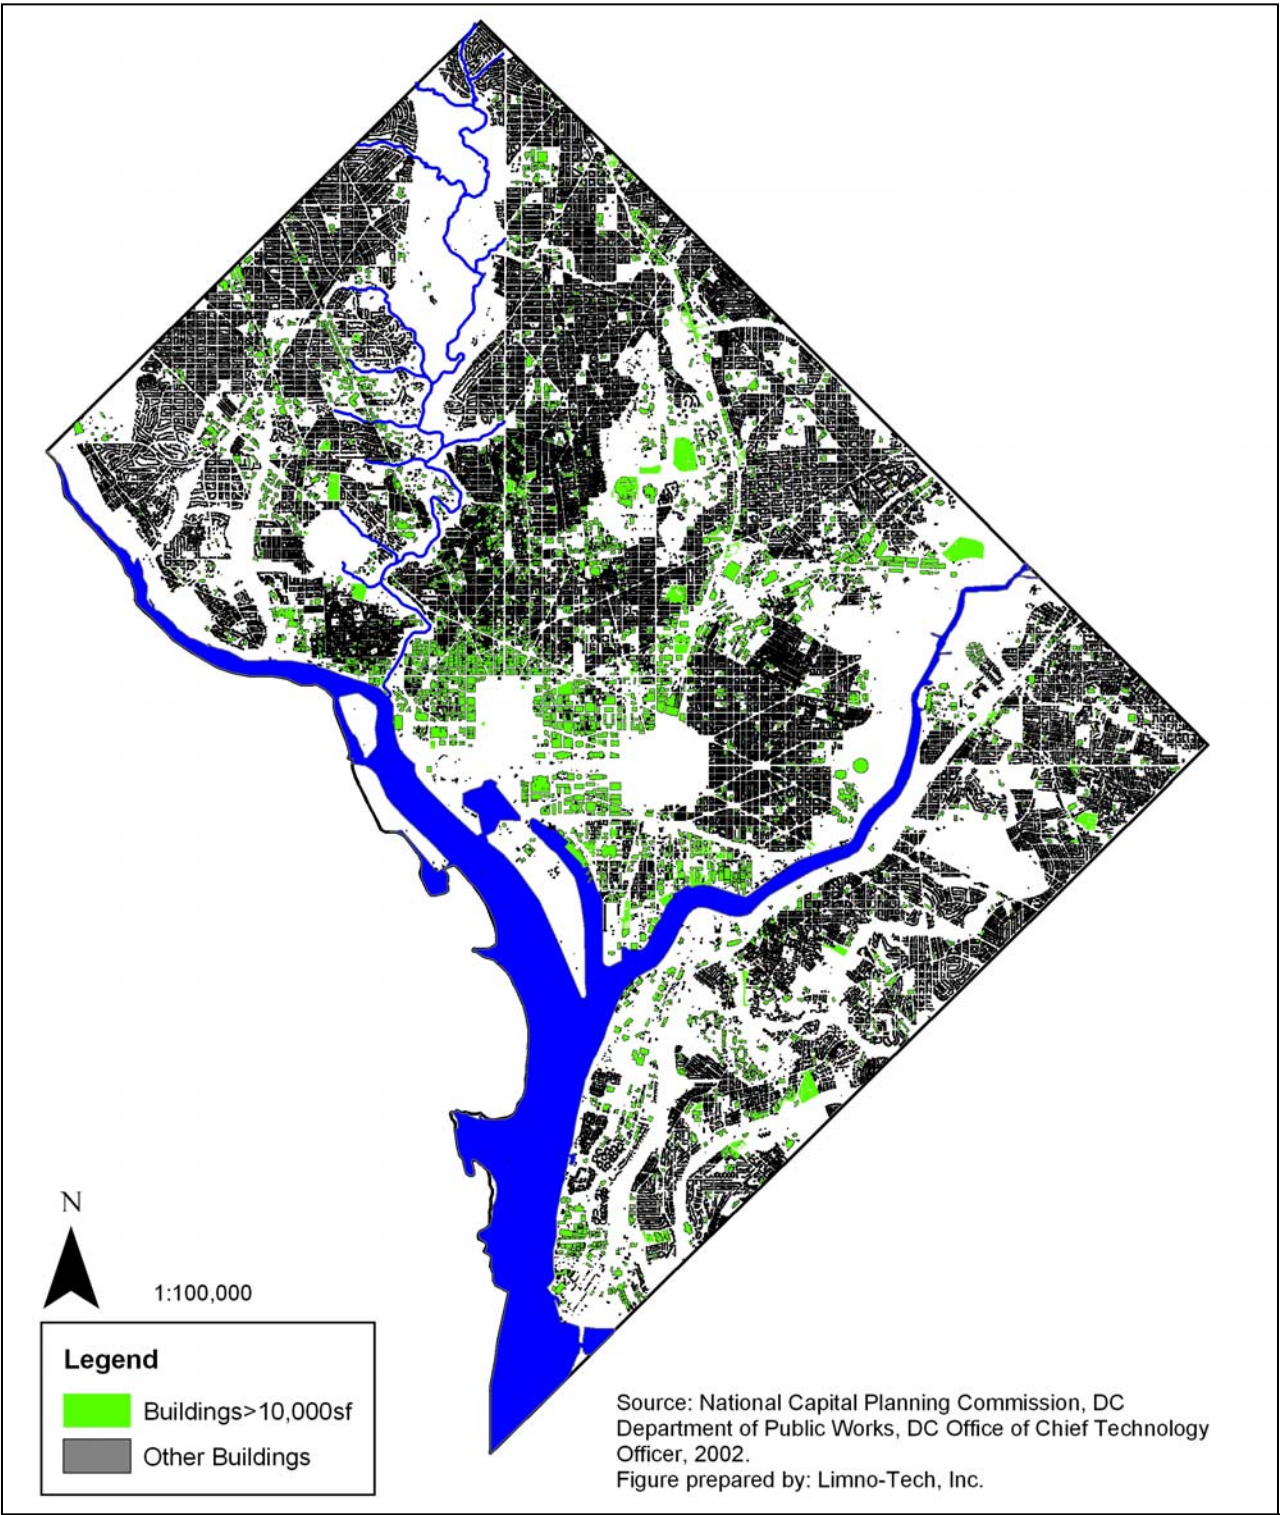 N
1:100,000
Legend
Buildings>10,000sf
Other Buildings
Source: National Capital Planning Commission, DC
Department of Public Works, DC Office of Chief Technology
Officer, 2002.
Figure prepared by: Limno-Tech, Inc.